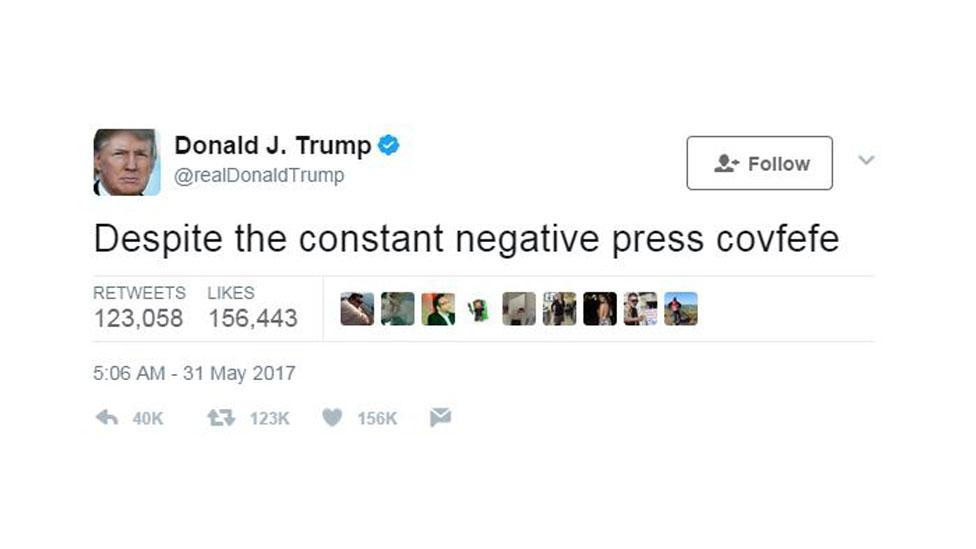 Donald J. Trump
@realDonaldTrump
Follow
Despite the constant negative press covfefe
RETWEETS LIKES
123,058 156,443
5:06 AM - 31 May 2017
40K 123K 156K